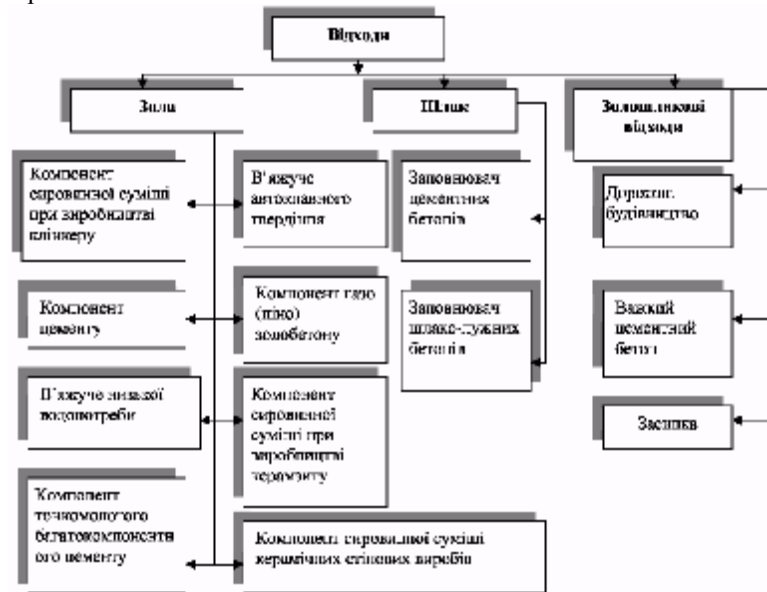 Відходи
Зола
Шлак
Золошлакові
відходи
Компонент
сировинної суміші
при виробництві
клінкеру
В'яжуче
автоклавного
твердіння
Заповнювач
цементних
бетонів
Дорожнє
будівництво
Компонент
цементу
Компонент газо
(піно)
золобетону
Заповнювач
шлако-лужних
бетонів
Важкий
цементний
бетон
В'яжуче низької
водопотреби
Компонент
сировинної
суміші при
виробництві
керамзиту
Засипка
Компонент
тонкомолотого
багатокомпонентн
ого цементу
Компонент сировинної суміші
керамічних стінових виробів